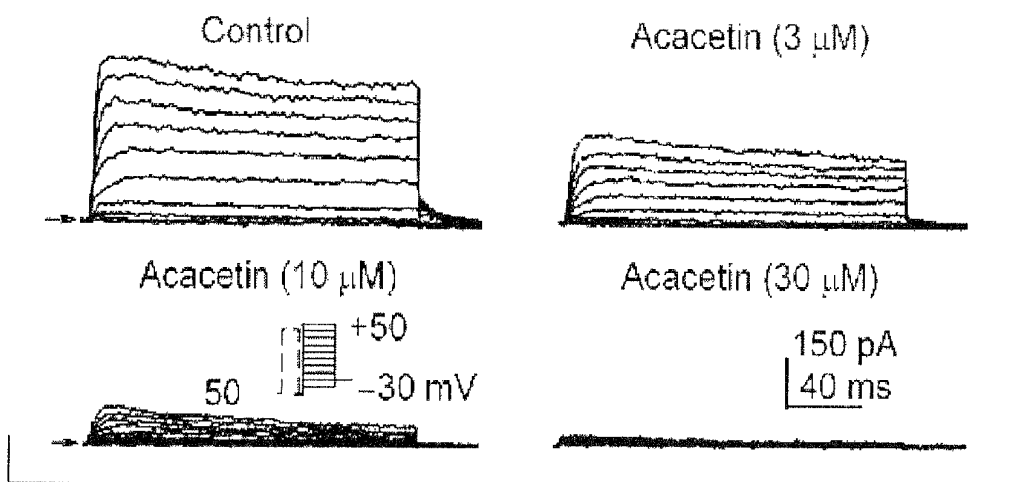 Control
Acacetin (3 μM)
Acacetin (10 μM)
Acacetin (30 μM)
+50
50
−30 mV
150 pA
40 ms